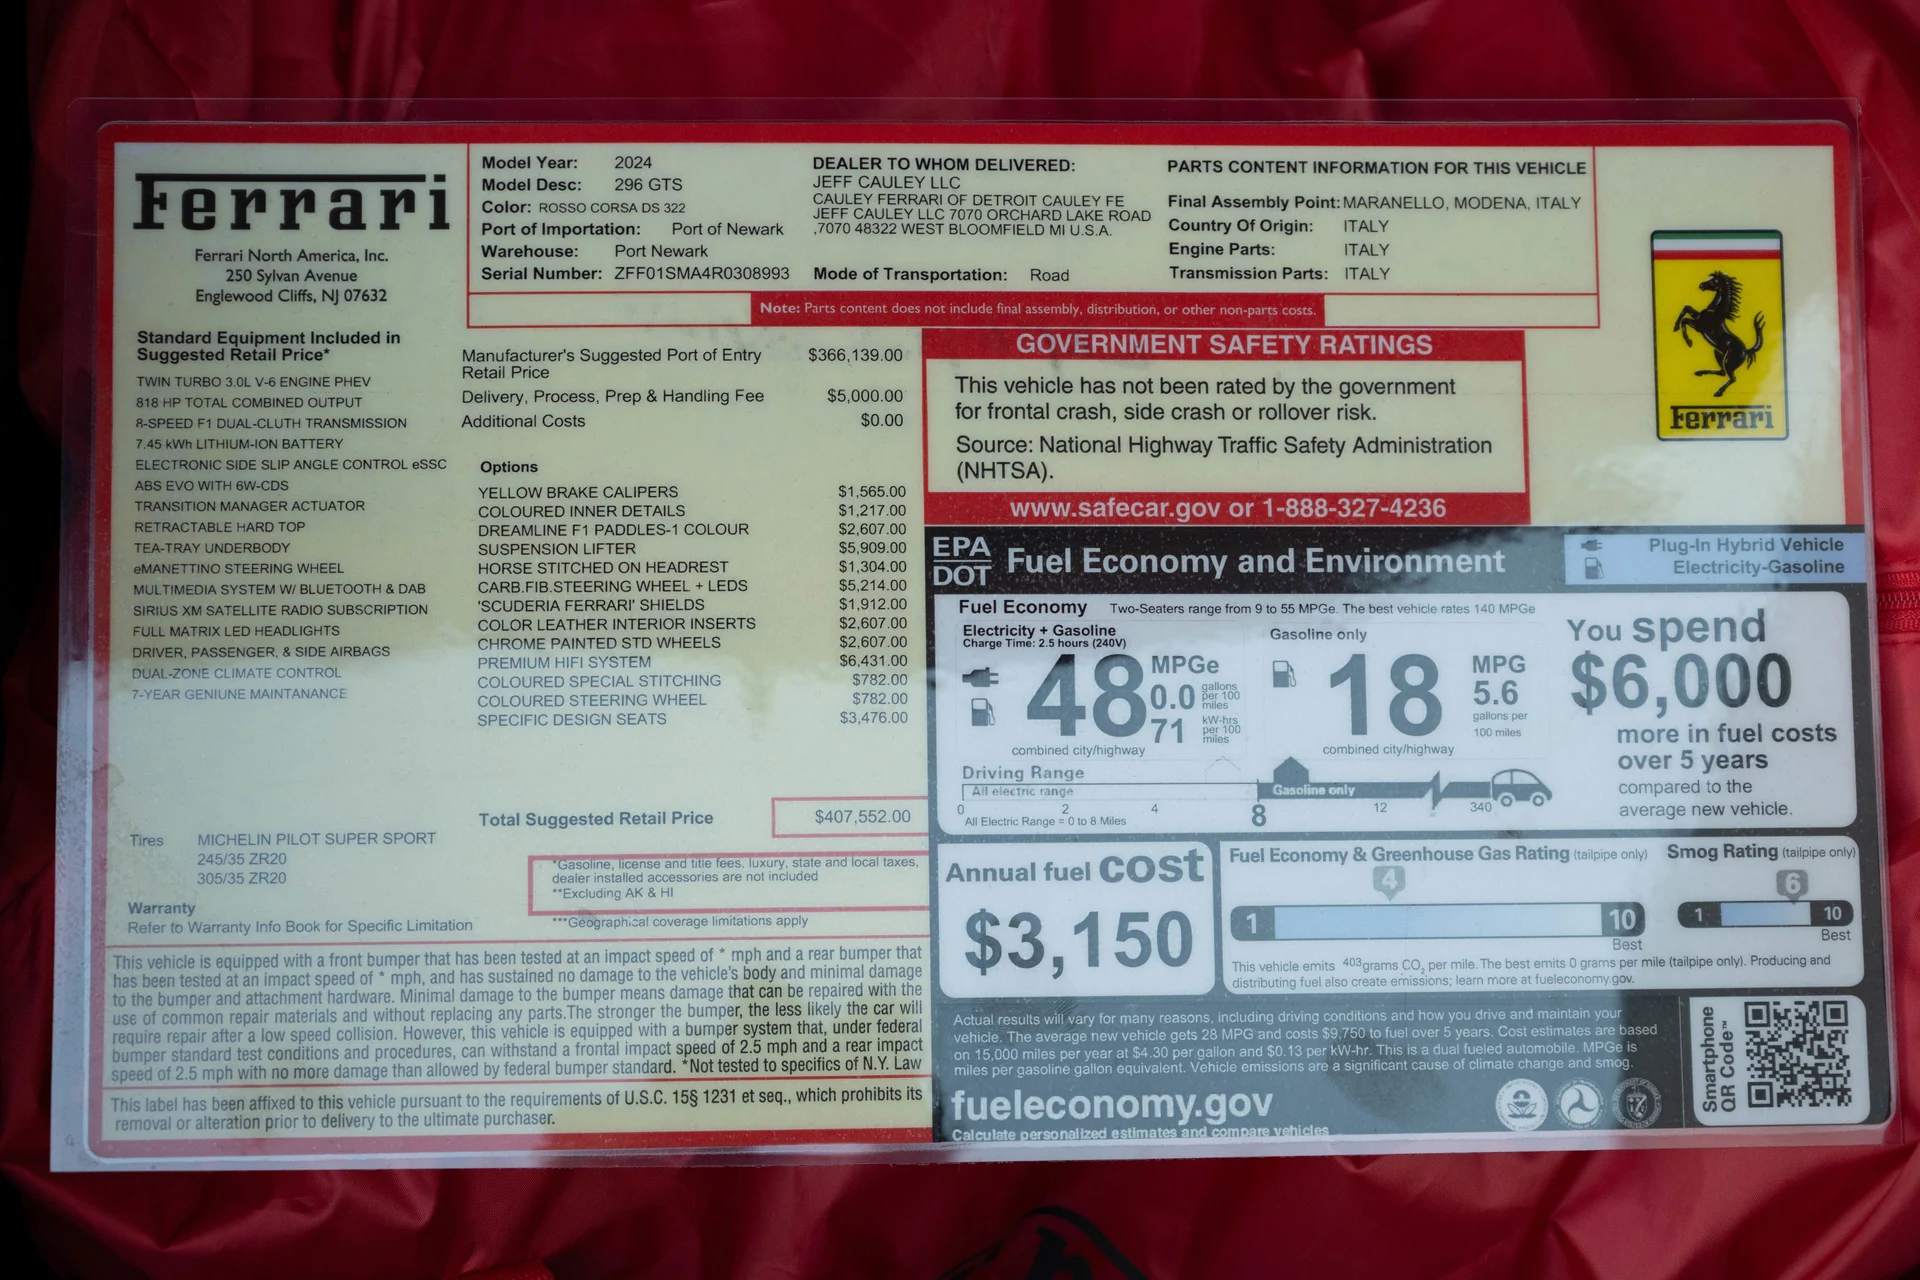 Ferrari
Ferrari North America, Inc.
250 Sylvan Avenue
Englewood Cliffs, NJ 07632
Model Year: 2024
Model Desc: 296 GTS
Color: ROSSO CORSA DS 322
Port of Importation: Port of Newark
Warehouse: Port Newark
Serial Number: ZFF01SMA4R0308993
DEALER TO WHOM DELIVERED:
JEFF CAULEY LLC
CAULEY FERRARI OF DETROIT CAULEY FE
JEFF CAULEY LLC 7070 ORCHARD LAKE ROAD
,7070 48322 WEST BLOOMFIELD MI U.S.A.
Mode of Transportation: Road
PARTS CONTENT INFORMATION FOR THIS VEHICLE
Final Assembly Point: MARANELLO, MODENA, ITALY
Country Of Origin: ITALY
Engine Parts: ITALY
Transmission Parts: ITALY
Note: Parts content does not include final assembly, distribution, or other non-parts costs.
Ferrari
Standard Equipment Included in
Suggested Retail Price*
TWIN TURBO 3.0L V-6 ENGINE PHEV
818 HP TOTAL COMBINED OUTPUT
8-SPEED F1 DUAL-CLUTH TRANSMISSION
7.45 kWh LITHIUM-ION BATTERY
ELECTRONIC SIDE SLIP ANGLE CONTROL eSSC
ABS EVO WITH 6W-CDS
TRANSITION MANAGER ACTUATOR
RETRACTABLE HARD TOP
TEA-TRAY UNDERBODY
eMANETTINO STEERING WHEEL
MULTIMEDIA SYSTEM W/ BLUETOOTH & DAB
SIRIUS XM SATELLITE RADIO SUBSCRIPTION
FULL MATRIX LED HEADLIGHTS
DRIVER, PASSENGER, & SIDE AIRBAGS
DUAL-ZONE CLIMATE CONTROL
7-YEAR GENIUNE MAINTANANCE
Manufacturer's Suggested Port of Entry $366,139.00
Retail Price
Delivery, Process, Prep & Handling Fee $5,000.00
Additional Costs $0.00
Options
YELLOW BRAKE CALIPERS $1,565.00
COLOURED INNER DETAILS $1,217.00
DREAMLINE F1 PADDLES-1 COLOUR $2,607.00
SUSPENSION LIFTER $5,909.00
HORSE STITCHED ON HEADREST $1,304.00
CARB.FIB.STEERING WHEEL + LEDS $5,214.00
'SCUDERIA FERRARI' SHIELDS $1,912.00
COLOR LEATHER INTERIOR INSERTS $2,607.00
CHROME PAINTED STD WHEELS $2,607.00
PREMIUM HIFI SYSTEM $6,431.00
COLOURED SPECIAL STITCHING $782.00
COLOURED STEERING WHEEL $782.00
SPECIFIC DESIGN SEATS $3,476.00
Total Suggested Retail Price $407,552.00
Tires MICHELIN PILOT SUPER SPORT
245/35 ZR20
305/35 ZR20
Warranty
Refer to Warranty Info Book for Specific Limitation
*Gasoline, license and title fees, luxury, state and local taxes,
dealer installed accessories are not included
**Excluding AK & HI
***Geographical coverage limitations apply
This vehicle is equipped with a front bumper that has been tested at an impact speed of * mph and a rear bumper that
has been tested at an impact speed of * mph, and has sustained no damage to the vehicle's body and minimal damage
to the bumper and attachment hardware. Minimal damage to the bumper means damage that can be repaired with the
use of common repair materials and without replacing any parts.The stronger the bumper, the less likely the car will
require repair after a low speed collision. However, this vehicle is equipped with a bumper system that, under federal
bumper standard test conditions and procedures, can withstand a frontal impact speed of 2.5 mph and a rear impact
speed of 2.5 mph with no more damage than allowed by federal bumper standard. *Not tested to specifics of N.Y. Law
This label has been affixed to this vehicle pursuant to the requirements of U.S.C. 15§ 1231 et seq., which prohibits its
removal or alteration prior to delivery to the ultimate purchaser.
GOVERNMENT SAFETY RATINGS
This vehicle has not been rated by the government
for frontal crash, side crash or rollover risk.
Source: National Highway Traffic Safety Administration
(NHTSA).
www.safecar.gov or 1-888-327-4236
EPA
DOT
Fuel Economy and Environment
Plug-In Hybrid Vehicle
Electricity-Gasoline
Fuel Economy Two-Seaters range from 9 to 55 MPGe. The best vehicle rates 140 MPGe
Electricity + Gasoline
Charge Time: 2.5 hours (240V)
48 MPGe
0.0 gallons per 100 miles
71 kW-hrs per 100 miles
combined city/highway
Gasoline only
18 MPG
5.6
gallons per
100 miles
combined city/highway
You spend
$6,000
more in fuel costs
over 5 years
compared to the
average new vehicle.
Driving Range
All electric range Gasoline only
0 2 4 8 12 340
All Electric Range = 0 to 8 Miles
Annual fuel cost
$3,150
Fuel Economy & Greenhouse Gas Rating (tailpipe only)
4
1 10
Best
Smog Rating (tailpipe only)
6
1 10
Best
This vehicle emits 403grams CO2 per mile. The best emits 0 grams per mile (tailpipe only). Producing and
distributing fuel also create emissions; learn more at fueleconomy.gov.
Actual results will vary for many reasons, including driving conditions and how you drive and maintain your
vehicle. The average new vehicle gets 28 MPG and costs $9,750 to fuel over 5 years. Cost estimates are based
on 15,000 miles per year at $4.30 per gallon and $0.13 per kW-hr. This is a dual fueled automobile. MPGe is
miles per gasoline gallon equivalent. Vehicle emissions are a significant cause of climate change and smog.
fueleconomy.gov
Calculate personalized estimates and compare vehicles
Smartphone
QR Code™